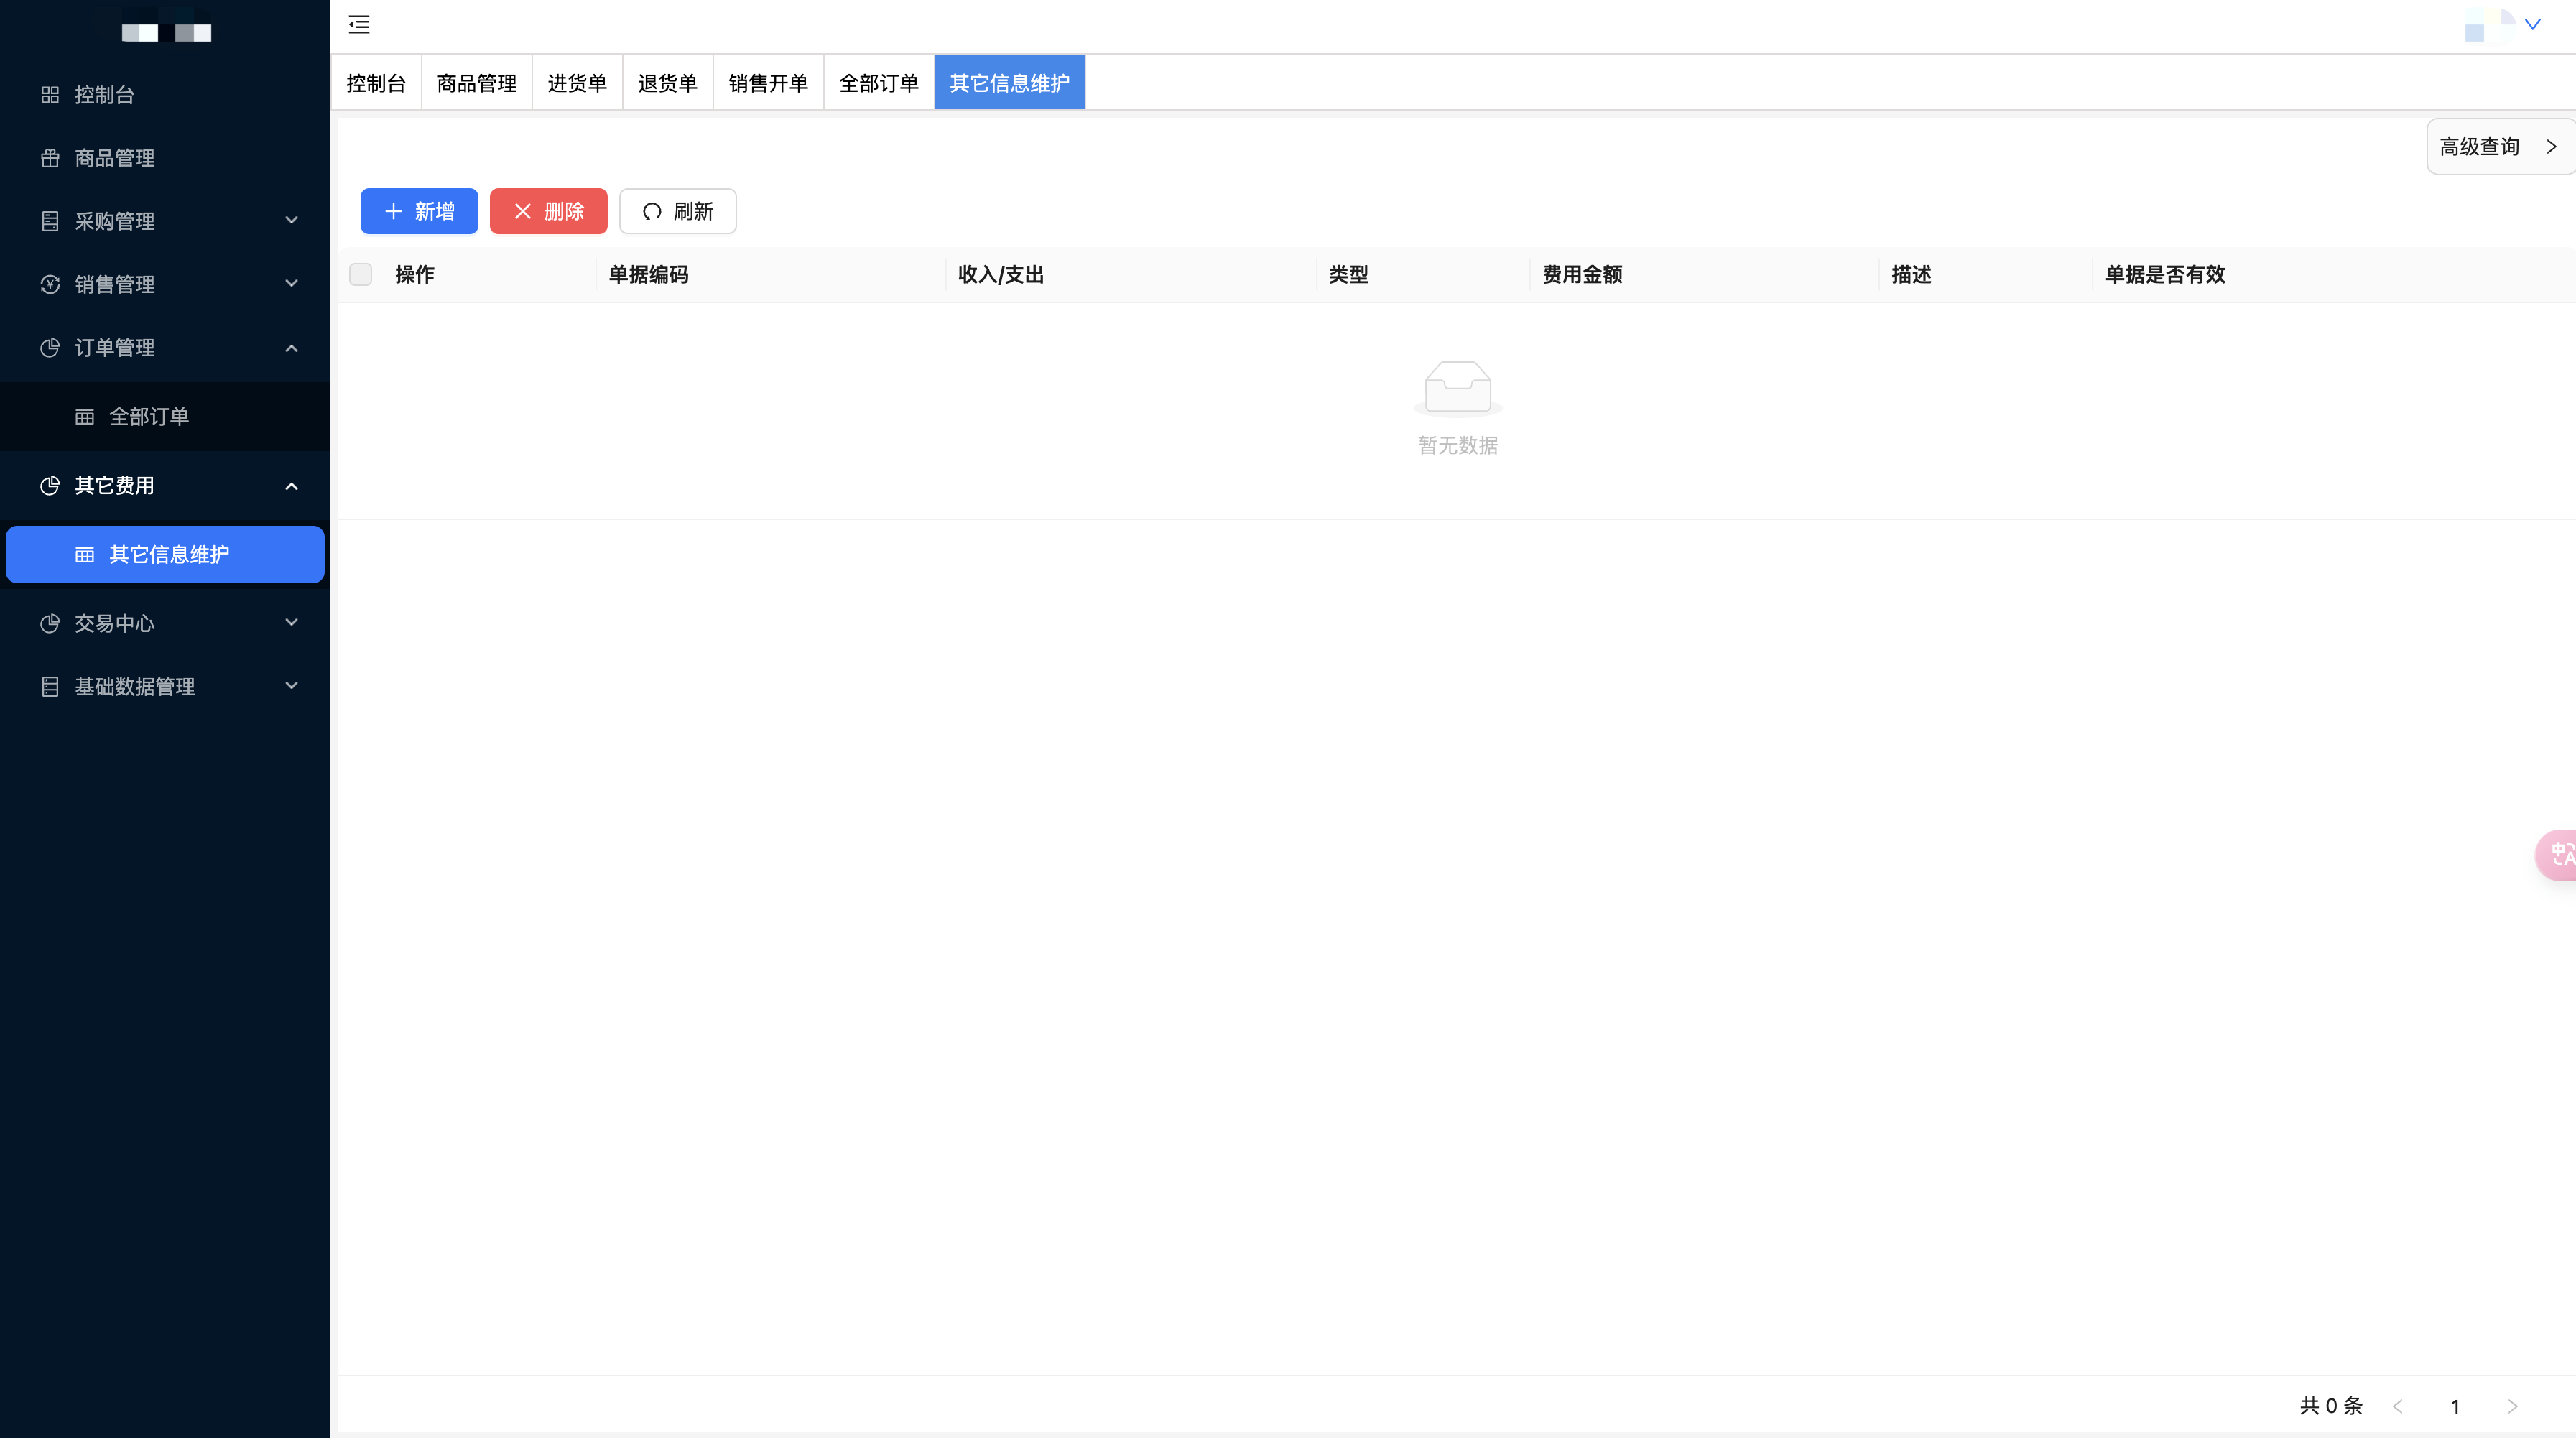 控制台
商品管理
采购管理
销售管理
订单管理
全部订单
其它费用
其它信息维护
交易中心
基础数据管理
控制台 商品管理 进货单 退货单 销售开单 全部订单 其它信息维护
高级查询
新增 删除 刷新
操作 单据编码 收入/支出 类型 费用金额 描述 单据是否有效
暂无数据
中A
共 0 条 1